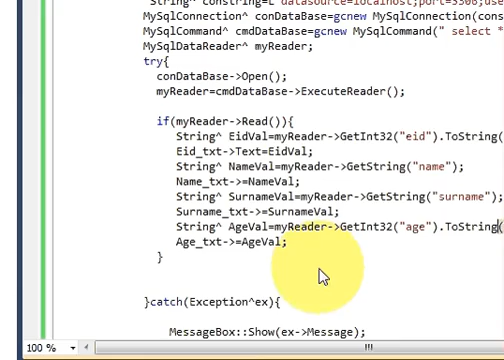 String^ constring=L"datasource=localhost;port=3306;use
MySqlConnection^ conDataBase=gcnew MySqlConnection(cons
MySqlCommand^ cmdDataBase=gcnew MySqlCommand(" select *
MySqlDataReader^ myReader;
try{
conDataBase->Open();
myReader=cmdDataBase->ExecuteReader();
if(myReader->Read()){
String^ EidVal=myReader->GetInt32("eid").ToString(
Eid_txt->Text=EidVal;
String^ NameVal=myReader->GetString("name");
Name_txt->=NameVal;
String^ SurnameVal=myReader->GetString("surname");
Surname_txt->=SurnameVal;
String^ AgeVal=myReader->GetInt32("age").ToString(
Age_txt->=AgeVal;
}
}catch(Exception^ex){
MessageBox::Show(ex->Message);
100 %